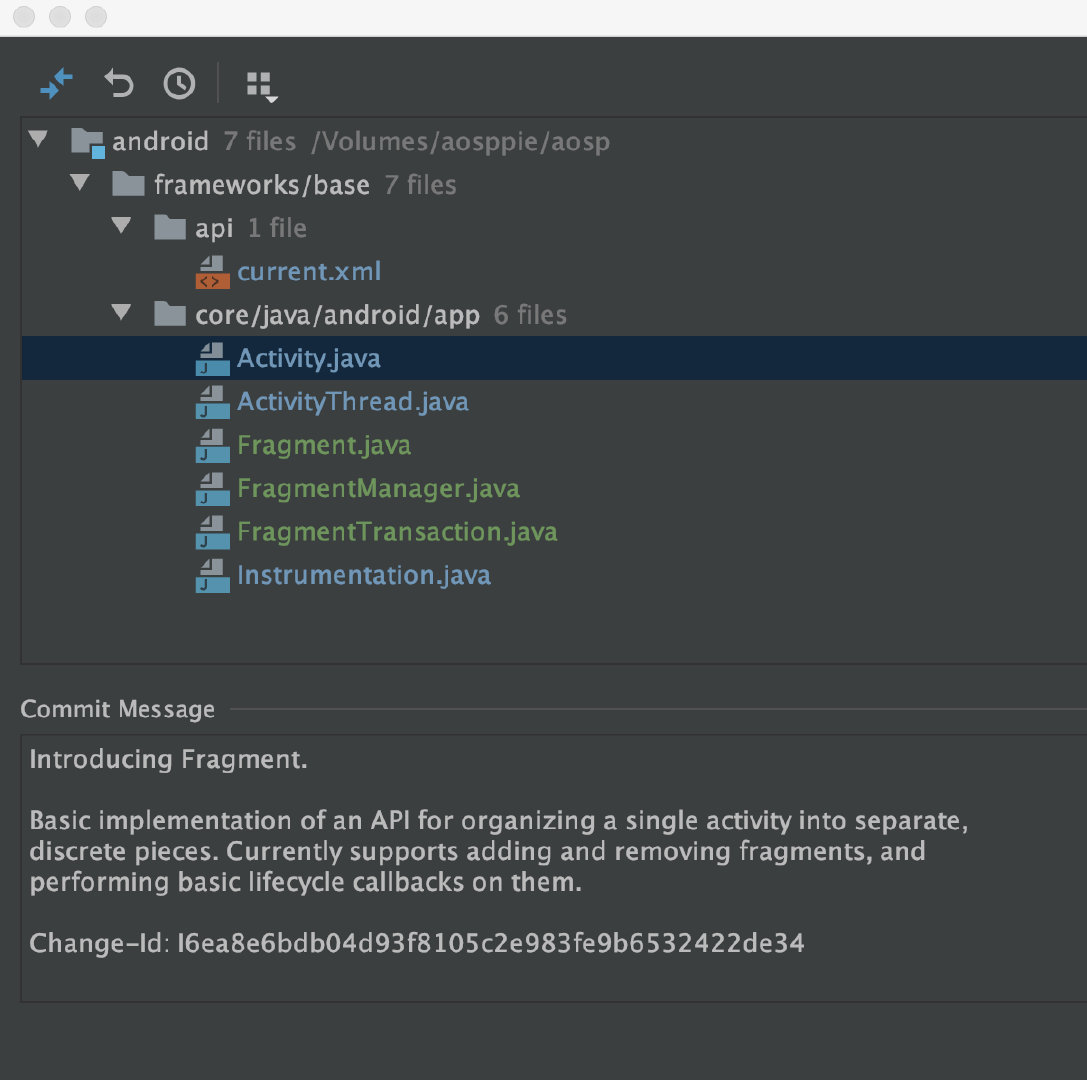 android 7 files /Volumes/aosppie/aosp
frameworks/base 7 files
api 1 file
current.xml
core/java/android/app 6 files
Activity.java
ActivityThread.java
Fragment.java
FragmentManager.java
FragmentTransaction.java
Instrumentation.java
Commit Message
Introducing Fragment.
Basic implementation of an API for organizing a single activity into separate,
discrete pieces. Currently supports adding and removing fragments, and
performing basic lifecycle callbacks on them.
Change-Id: I6ea8e6bdb04d93f8105c2e983fe9b6532422de34